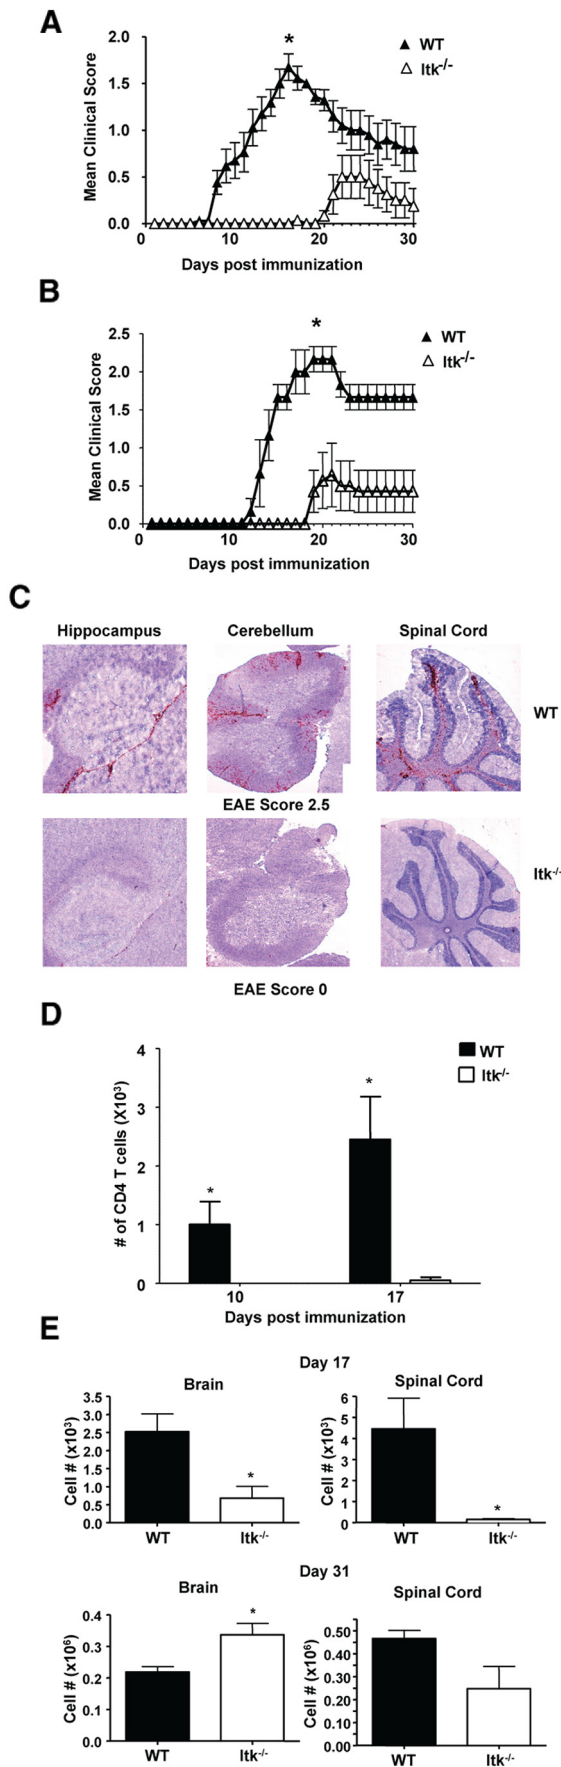 A
2.0
1.5
1.0
0.5
0.0
Mean Clinical Score
*
WT
Itk-/-
0 10 20 30
Days post immunization
B
2.5
2.0
1.5
1.0
0.5
0.0
Mean Clinical Score
*
WT
Itk-/-
0 10 20 30
Days post immunization
C
Hippocampus Cerebellum Spinal Cord
WT
EAE Score 2.5
Itk-/-
EAE Score 0
D
4
3
2
1
0
# of CD4 T cells (X10³)
*
*
WT
Itk-/-
10 17
Days post immunization
E
Day 17
Brain
3.5
3.0
2.5
2.0
1.5
1.0
0.5
0.0
Cell # (x10³)
*
WT Itk-/-
Spinal Cord
6
5
4
3
2
1
0
Cell # (x10³)
*
WT Itk-/-
Day 31
Brain
0.4
0.3
0.2
0.1
0.0
Cell # (x10⁶)
*
WT Itk-/-
Spinal Cord
0.50
0.40
0.30
0.20
0.10
0.00
Cell # (x10⁶)
WT Itk-/-